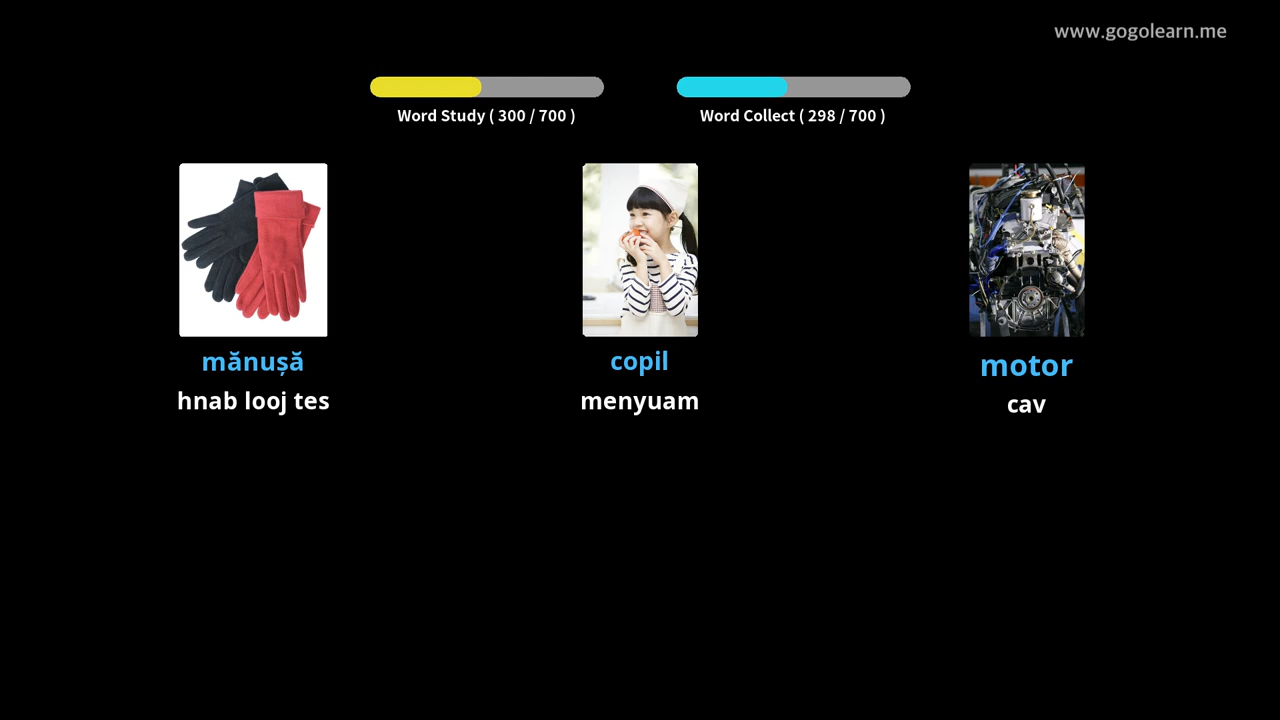 www.gogolearn.me
Word Study ( 300 / 700 )
Word Collect ( 298 / 700 )
mănușă
copil
motor
hnab looj tes
menyuam
cav